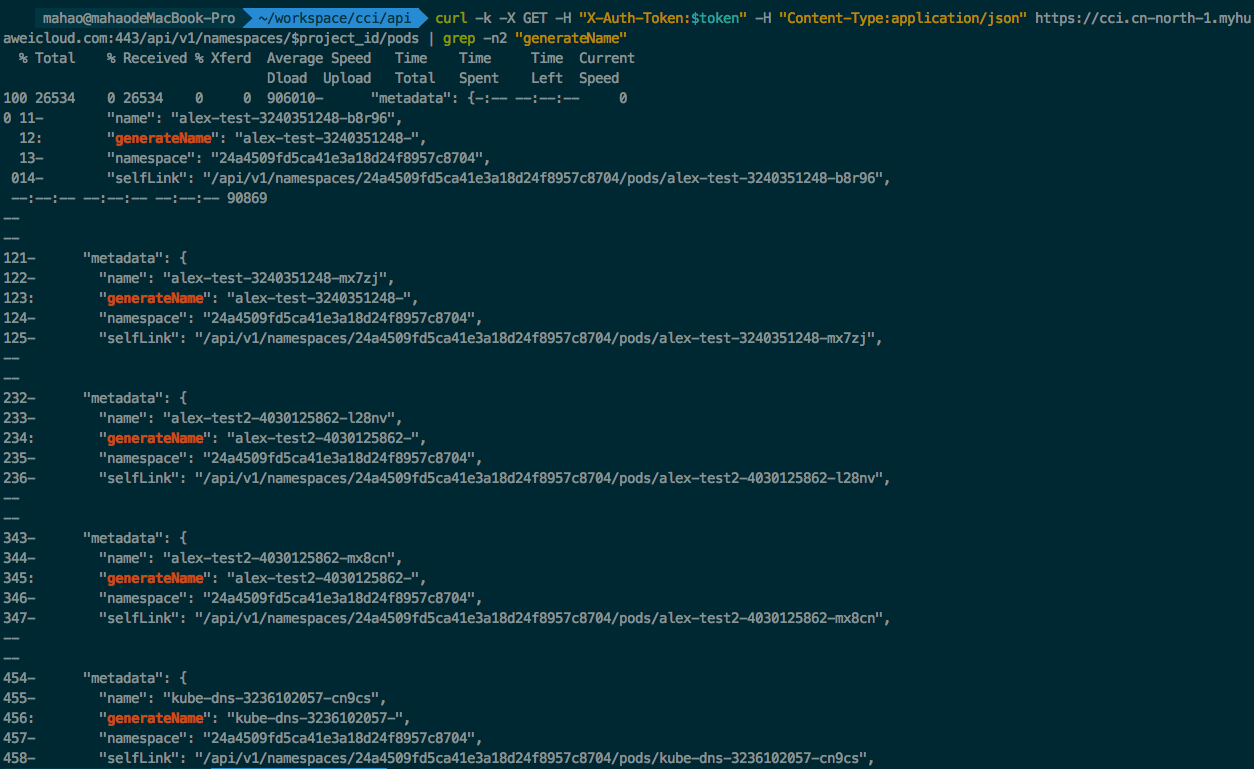 mahao@mahaodeMacBook-Pro ~/workspace/cci/api curl -k -X GET -H "X-Auth-Token:$token" -H "Content-Type:application/json" https://cci.cn-north-1.myhu
aweicloud.com:443/api/v1/namespaces/$project_id/pods | grep -n2 "generateName"
% Total % Received % Xferd Average Speed Time Time Time Current
Dload Upload Total Spent Left Speed
100 26534 0 26534 0 0 906010- "metadata": {-:-- --:--:-- 0
0 11- "name": "alex-test-3240351248-b8r96",
12: "generateName": "alex-test-3240351248-",
13- "namespace": "24a4509fd5ca41e3a18d24f8957c8704",
014- "selfLink": "/api/v1/namespaces/24a4509fd5ca41e3a18d24f8957c8704/pods/alex-test-3240351248-b8r96",
--:--:-- --:--:-- --:--:-- 90869
--
--
121- "metadata": {
122- "name": "alex-test-3240351248-mx7zj",
123: "generateName": "alex-test-3240351248-",
124- "namespace": "24a4509fd5ca41e3a18d24f8957c8704",
125- "selfLink": "/api/v1/namespaces/24a4509fd5ca41e3a18d24f8957c8704/pods/alex-test-3240351248-mx7zj",
--
--
232- "metadata": {
233- "name": "alex-test2-4030125862-l28nv",
234: "generateName": "alex-test2-4030125862-",
235- "namespace": "24a4509fd5ca41e3a18d24f8957c8704",
236- "selfLink": "/api/v1/namespaces/24a4509fd5ca41e3a18d24f8957c8704/pods/alex-test2-4030125862-l28nv",
--
--
343- "metadata": {
344- "name": "alex-test2-4030125862-mx8cn",
345: "generateName": "alex-test2-4030125862-",
346- "namespace": "24a4509fd5ca41e3a18d24f8957c8704",
347- "selfLink": "/api/v1/namespaces/24a4509fd5ca41e3a18d24f8957c8704/pods/alex-test2-4030125862-mx8cn",
--
--
454- "metadata": {
455- "name": "kube-dns-3236102057-cn9cs",
456: "generateName": "kube-dns-3236102057-",
457- "namespace": "24a4509fd5ca41e3a18d24f8957c8704",
458- "selfLink": "/api/v1/namespaces/24a4509fd5ca41e3a18d24f8957c8704/pods/kube-dns-3236102057-cn9cs",